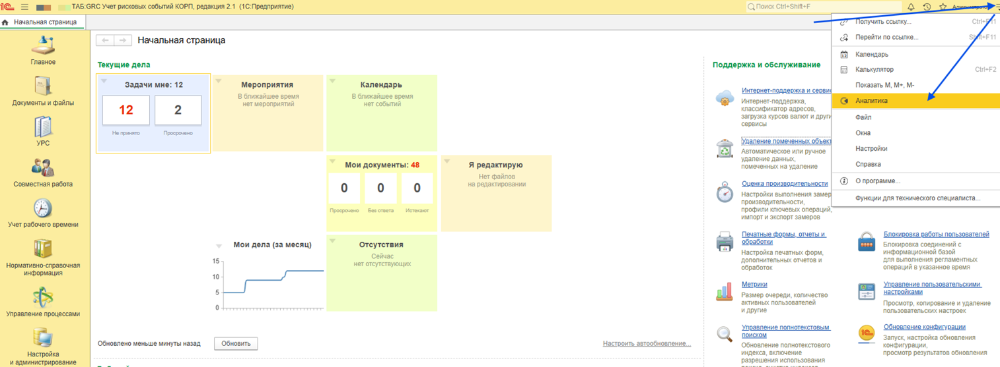 ТАБ:GRC Учет рисковых событий КОРП, редакция 2.1 (1С:Предприятие)
Поиск Ctrl+Shift+F
Начальная страница
Главное
Документы и файлы
УРС
Совместная работа
Учет рабочего времени
Нормативно-справочная
информация
Управление процессами
Настройка
и администрирование
Начальная страница
Текущие дела
Задачи мне: 12
12
2
Не принято
Просрочено
Мероприятия
В ближайшее время
нет мероприятий
Календарь
В ближайшее время
нет событий
Мои документы: 48
0
0
0
Просрочено
Без ответа
Истекают
Я редактирую
Нет файлов
на редактировании
Мои дела (за месяц)
15
10
5
0
Отсутствия
Сейчас
нет отсутствующих
Обновлено меньше минуты назад
Обновить
Настроить автообновление...
Поддержка и обслуживание
Интернет-поддержка и
Интернет-поддержка,
классификатор адресов,
загрузка курсов валют и
сервисы
Удаление помеченных
Автоматическое или ручное
удаление данных,
помеченных на удаление
Оценка производительности
Настройки выполнения
производительности,
профили ключевых операций,
импорт и экспорт замеров
Печатные формы, отчеты и
обработки
Настройка печатных форм,
дополнительных отчетов и
обработок
Метрики
Размер очереди, количество
активных пользователей
и другие
Управление полнотекстовым
поиском
Обновление полнотекстового
индекса, включение
разрешения использования
Блокировка работы пользователей
Блокировка соединений с
информационной базой
для выполнения регламентных
операций в указанное время
Управление пользовательскими
настройками
Просмотр, копирование и удаление
пользовательских настроек
Обновление конфигурации
Запуск, настройка обновления
конфигурации,
просмотр результатов обновления
Получить ссылку... Ctrl+F11
Перейти по ссылке... Shift+F11
Календарь
Калькулятор Ctrl+F2
Показать M, M+, M-
Аналитика
Файл
Окна
Настройки
Справка
О программе...
Функции для технического специалиста...